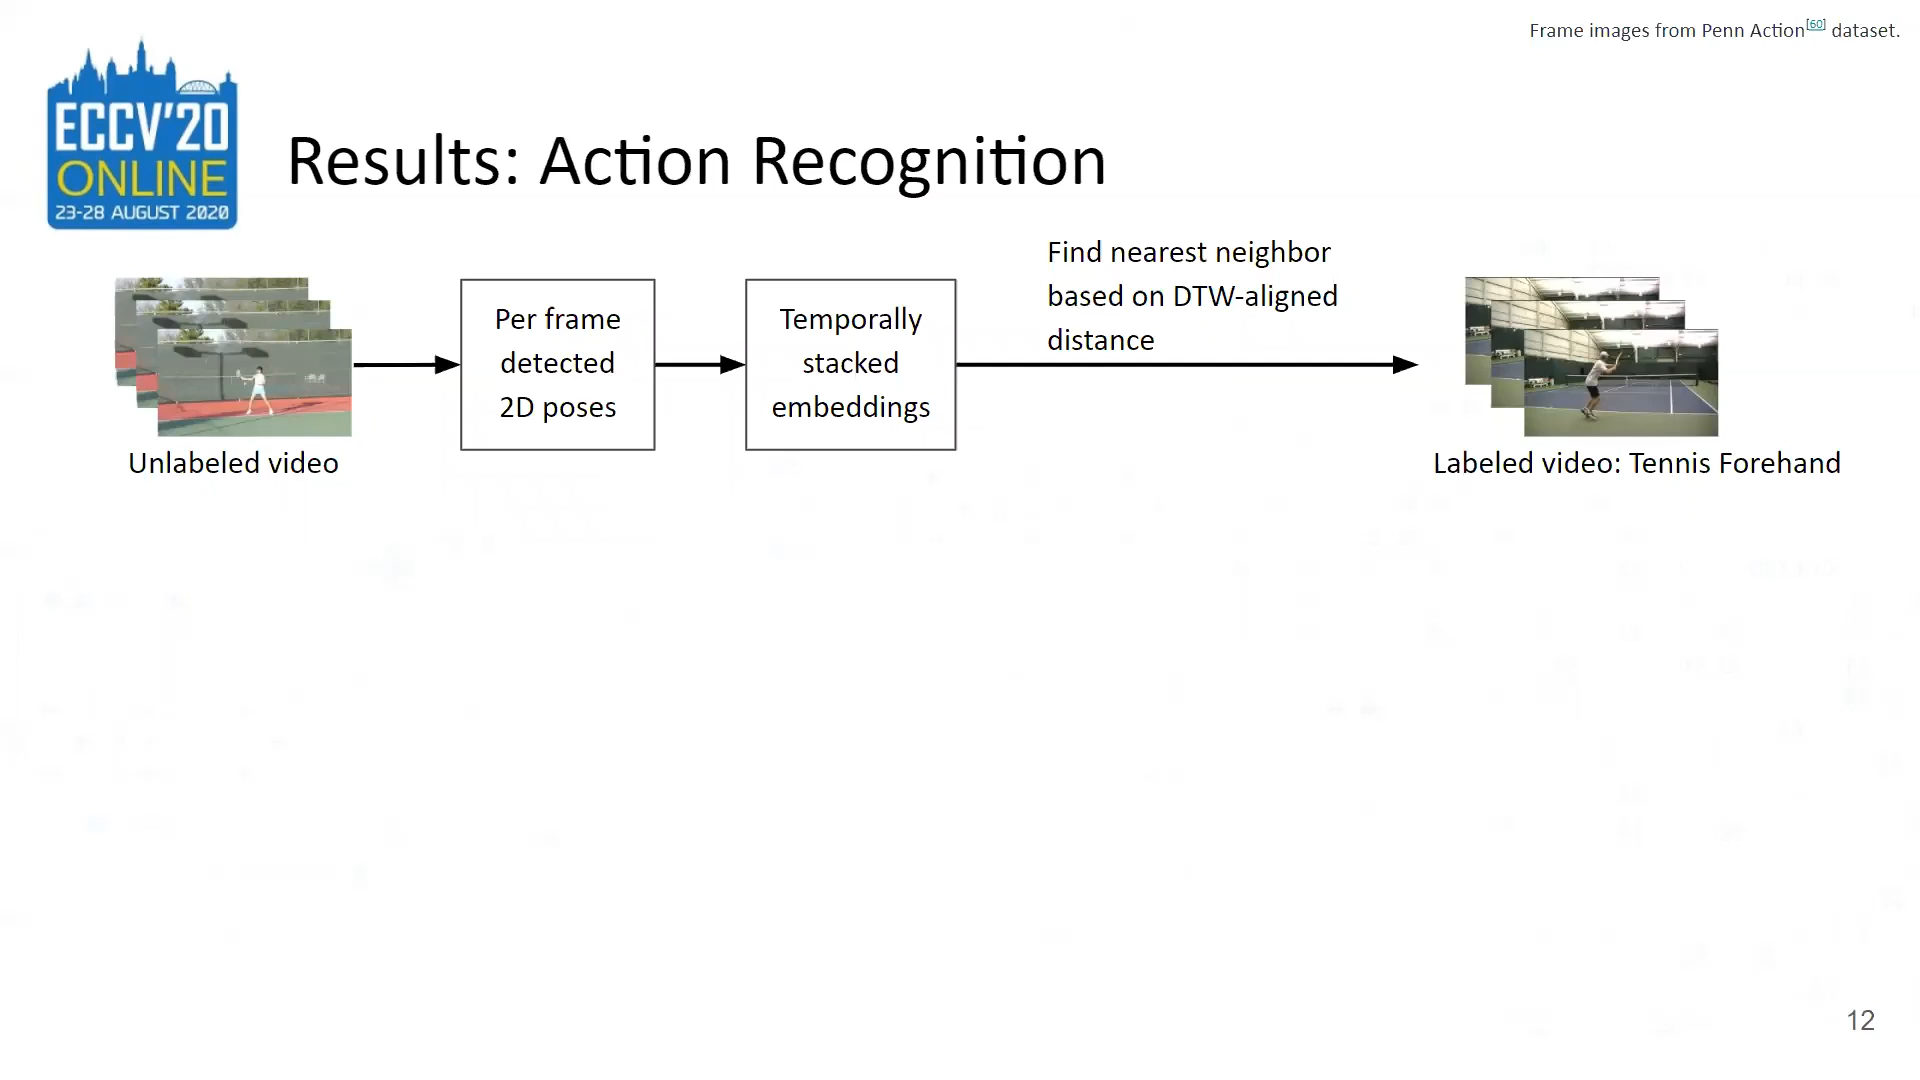 Frame images from Penn Action[60] dataset.
ECCV'20
ONLINE
23-28 AUGUST 2020
Results: Action Recognition
Unlabeled video
Per frame
detected
2D poses
Temporally
stacked
embeddings
Find nearest neighbor
based on DTW-aligned
distance
Labeled video: Tennis Forehand
12